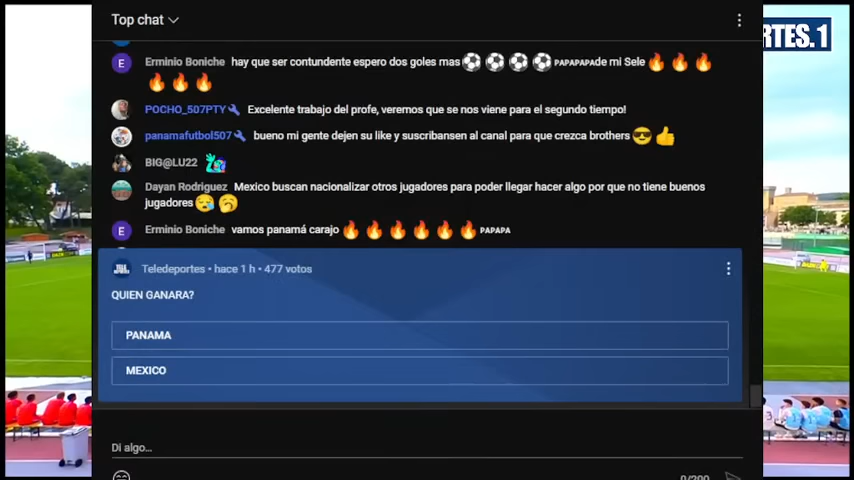 Top chat
RTES.1
E Erminio Boniche hay que ser contundente espero dos goles mas ⚽⚽⚽⚽ PAPAPAPAde mi Sele 🔥🔥🔥
🔥🔥🔥
POCHO_507PTY Excelente trabajo del profe, veremos que se nos viene para el segundo tiempo!
panamafutbol507 bueno mi gente dejen su like y suscribansen al canal para que crezca brothers 😎👍
BIG@LU22
Dayan Rodriguez Mexico buscan nacionalizar otros jugadores para poder llegar hacer algo por que no tiene buenos
jugadores 😪🥱
E Erminio Boniche vamos panamá carajo 🔥🔥🔥🔥🔥🔥 PAPAPA
Teledeportes • hace 1 h • 477 votos
QUIEN GANARA?
PANAMA
MEXICO
Di algo...
0/200